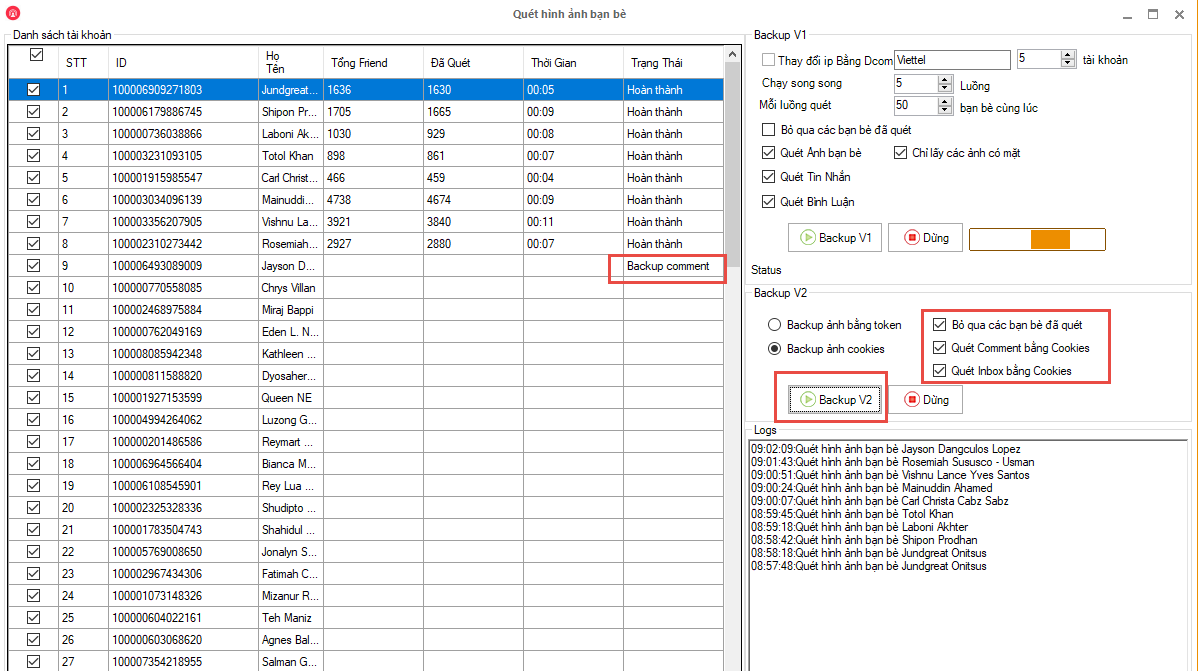 Quét hình ảnh bạn bè
Danh sách tài khoản
STT ID Họ Tên Tổng Friend Đã Quét Thời Gian Trạng Thái
1 100006909271803 Jundgreat... 1636 1630 00:05 Hoàn thành
2 100006179886745 Shipon Pr... 1705 1665 00:09 Hoàn thành
3 100000736038866 Laboni Ak... 1030 929 00:08 Hoàn thành
4 100003231093105 Totol Khan 898 861 00:07 Hoàn thành
5 100001915985547 Carl Christ... 466 459 00:04 Hoàn thành
6 100003034096139 Mainuddi... 4738 4674 00:09 Hoàn thành
7 100003356207905 Vishnu La... 3921 3840 00:11 Hoàn thành
8 100002310273442 Rosemiah... 2927 2880 00:07 Hoàn thành
9 100006493089009 Jayson D... Backup comment
10 100000770558085 Chrys Villan
11 100002468975884 Miraj Bappi
12 100000762049169 Eden L. N...
13 100008085942348 Kathleen ...
14 100000811588820 Dyosaher...
15 100001927153599 Queen NE
16 100004994264062 Luzong G...
17 100000201486586 Reymart ...
18 100006964566404 Bianca M...
19 100006108545901 Rey Lua ...
20 100002325328336 Shudipto ...
21 100001783504743 Shahidul ...
22 100005769008650 Jonalyn S...
23 100002967434306 Fatimah C...
24 100001073148326 Mizanur R...
25 100000604022161 Teh Maniz
26 100000603068620 Agnes Bal...
27 100007354218955 Salman G...
Backup V1
Thay đổi ip Bằng Dcom Viettel 5 tài khoản
Chạy song song 5 Luồng
Mỗi luồng quét 50 bạn bè cùng lúc
Bỏ qua các bạn bè đã quét
Quét Ảnh bạn bè Chỉ lấy các ảnh có mặt
Quét Tin Nhắn
Quét Bình Luận
Backup V1 Dừng
Status
Backup V2
Backup ảnh bằng token Bỏ qua các bạn bè đã quét
Backup ảnh cookies Quét Comment bằng Cookies
Quét Inbox bằng Cookies
Backup V2 Dừng
Logs
09:02:09:Quét hình ảnh bạn bè Jayson Dangculos Lopez
09:01:43:Quét hình ảnh bạn bè Rosemiah Sususco - Usman
09:00:51:Quét hình ảnh bạn bè Vishnu Lance Yves Santos
09:00:24:Quét hình ảnh bạn bè Mainuddin Ahamed
09:00:07:Quét hình ảnh bạn bè Carl Christa Cabz Sabz
08:59:45:Quét hình ảnh bạn bè Totol Khan
08:59:18:Quét hình ảnh bạn bè Laboni Akhter
08:58:42:Quét hình ảnh bạn bè Shipon Prodhan
08:58:18:Quét hình ảnh bạn bè Jundgreat Onitsus
08:57:48:Quét hình ảnh bạn bè Jundgreat Onitsus